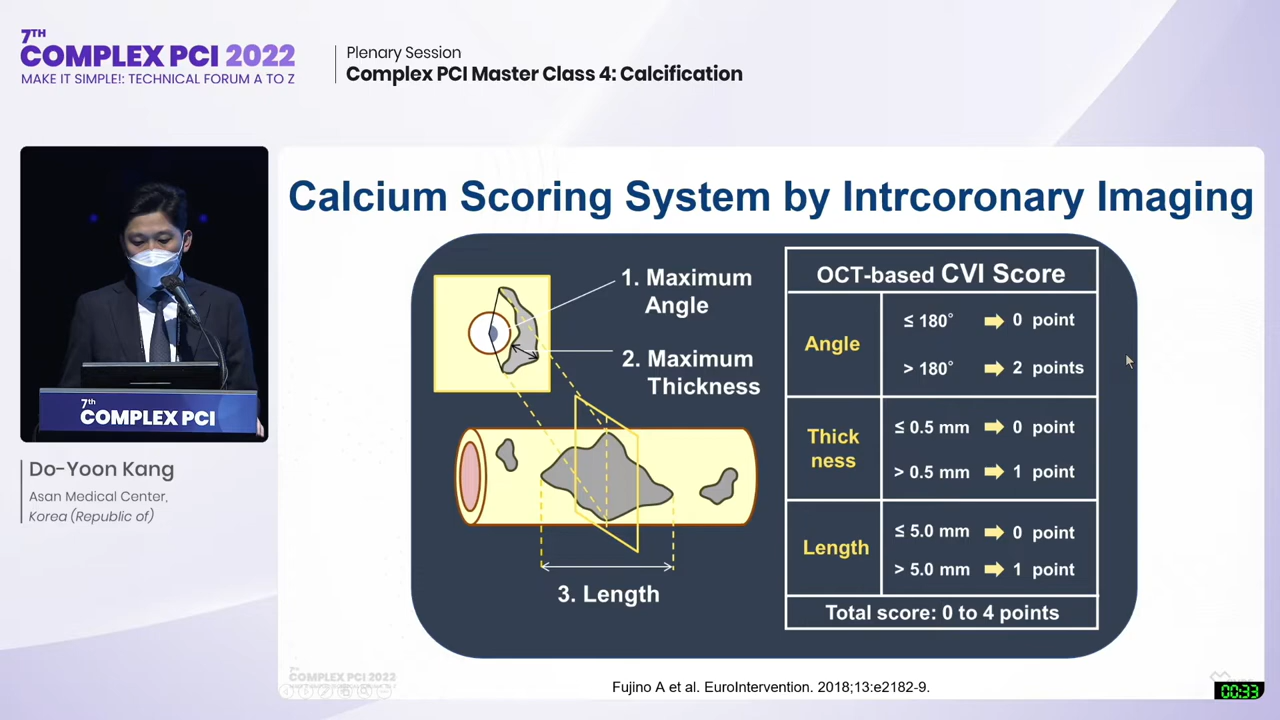 7TH
COMPLEX PCI 2022
MAKE IT SIMPLE!: TECHNICAL FORUM A TO Z
Plenary Session
Complex PCI Master Class 4: Calcification
7th
COMPLEX PCI
Do-Yoon Kang
Asan Medical Center,
Korea (Republic of)
Calcium Scoring System by Intrcoronary Imaging
1. Maximum
Angle
2. Maximum
Thickness
3. Length
OCT-based CVI Score
Angle
≤ 180° 0 point
> 180° 2 points
Thick
ness
≤ 0.5 mm 0 point
> 0.5 mm 1 point
Length
≤ 5.0 mm 0 point
> 5.0 mm 1 point
Total score: 0 to 4 points
7TH
COMPLEX PCI 2022
Fujino A et al. EuroIntervention. 2018;13:e2182-9.
00:33